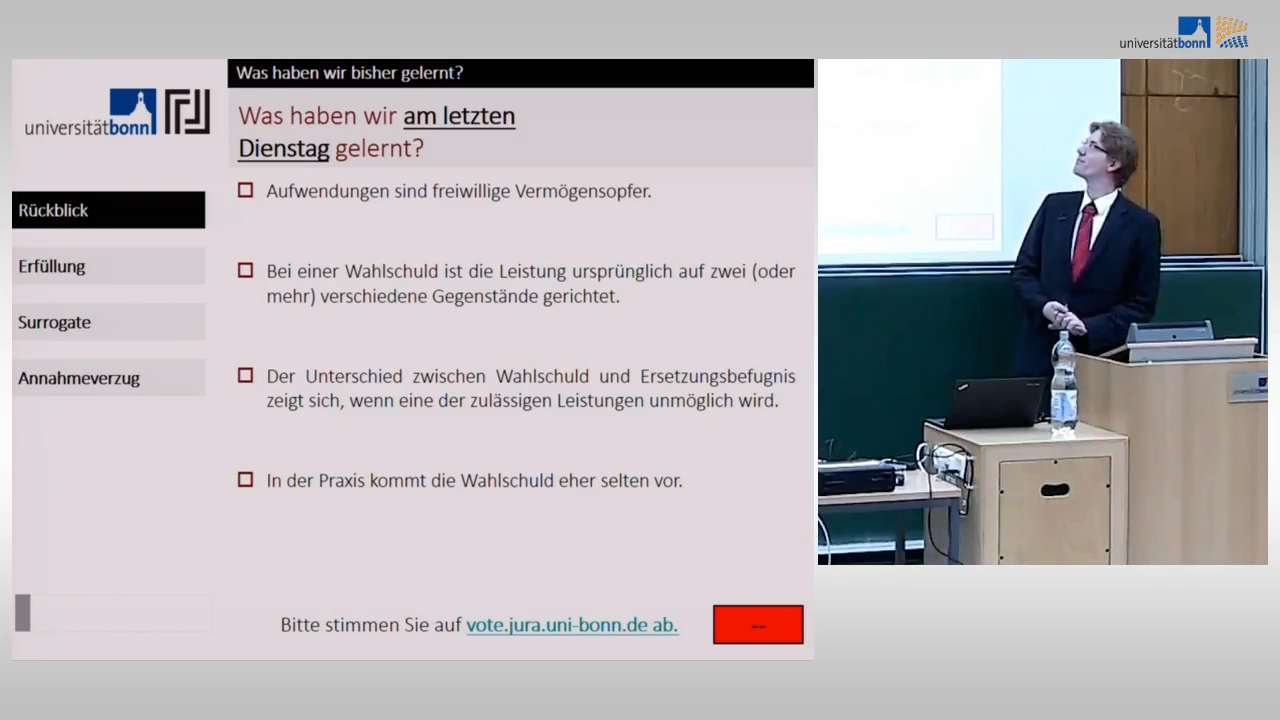 universitätbonn
Was haben wir bisher gelernt?
universitätbonn
Was haben wir am letzten
Dienstag gelernt?
Rückblick
Erfüllung
Surrogate
Annahmeverzug
Aufwendungen sind freiwillige Vermögensopfer.
Bei einer Wahlschuld ist die Leistung ursprünglich auf zwei (oder
mehr) verschiedene Gegenstände gerichtet.
Der Unterschied zwischen Wahlschuld und Ersetzungsbefugnis
zeigt sich, wenn eine der zulässigen Leistungen unmöglich wird.
In der Praxis kommt die Wahlschuld eher selten vor.
Bitte stimmen Sie auf vote.jura.uni-bonn.de ab.
--